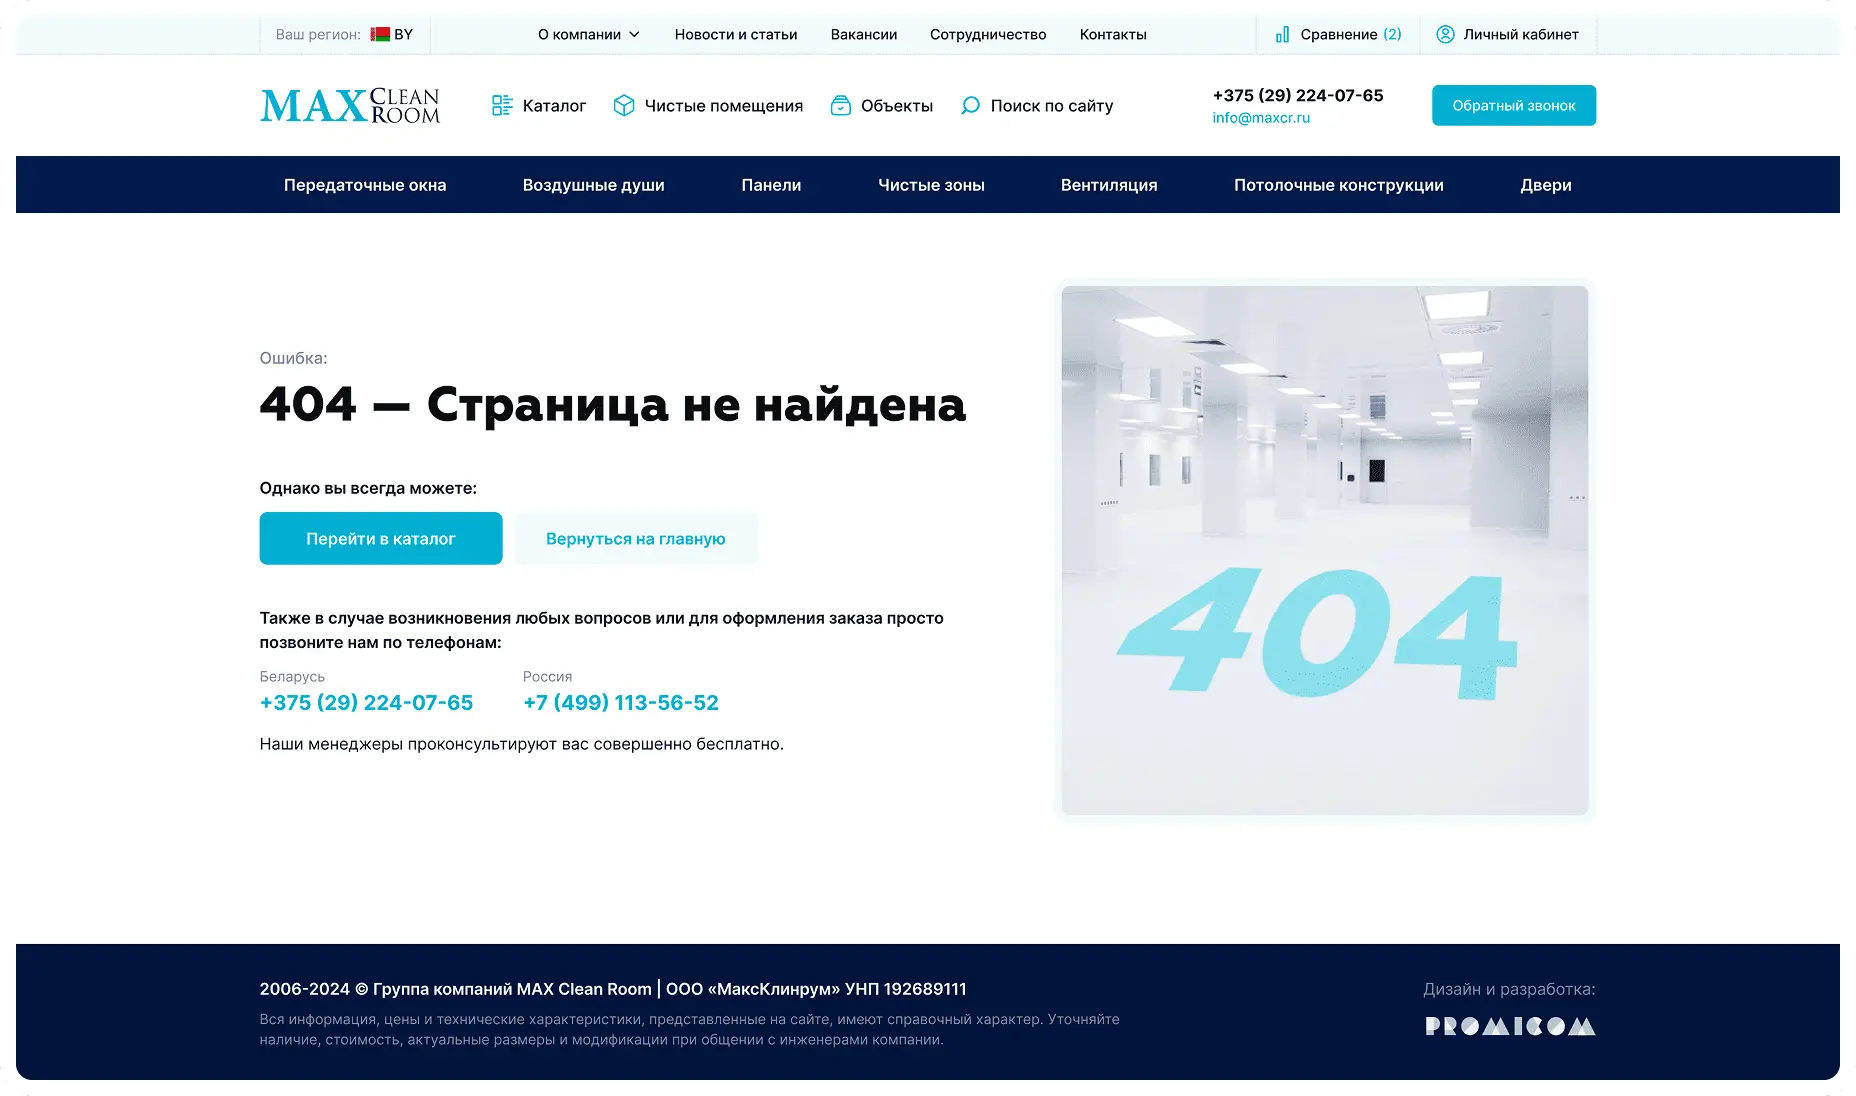 Ваш регион: BY
О компании
Новости и статьи
Вакансии
Сотрудничество
Контакты
Сравнение (2)
Личный кабинет
MAX CLEAN ROOM
Каталог
Чистые помещения
Объекты
Поиск по сайту
+375 (29) 224-07-65
info@maxcr.ru
Обратный звонок
Передаточные окна
Воздушные души
Панели
Чистые зоны
Вентиляция
Потолочные конструкции
Двери
Ошибка:
404 — Страница не найдена
Однако вы всегда можете:
Перейти в каталог
Вернуться на главную
Также в случае возникновения любых вопросов или для оформления заказа просто
позвоните нам по телефонам:
Беларусь
+375 (29) 224-07-65
Россия
+7 (499) 113-56-52
Наши менеджеры проконсультируют вас совершенно бесплатно.
404
2006-2024 © Группа компаний MAX Clean Room | ООО «МаксКлинрум» УНП 192689111
Вся информация, цены и технические характеристики, представленные на сайте, имеют справочный характер. Уточняйте
наличие, стоимость, актуальные размеры и модификации при общении с инженерами компании.
Дизайн и разработка:
PROMICOM